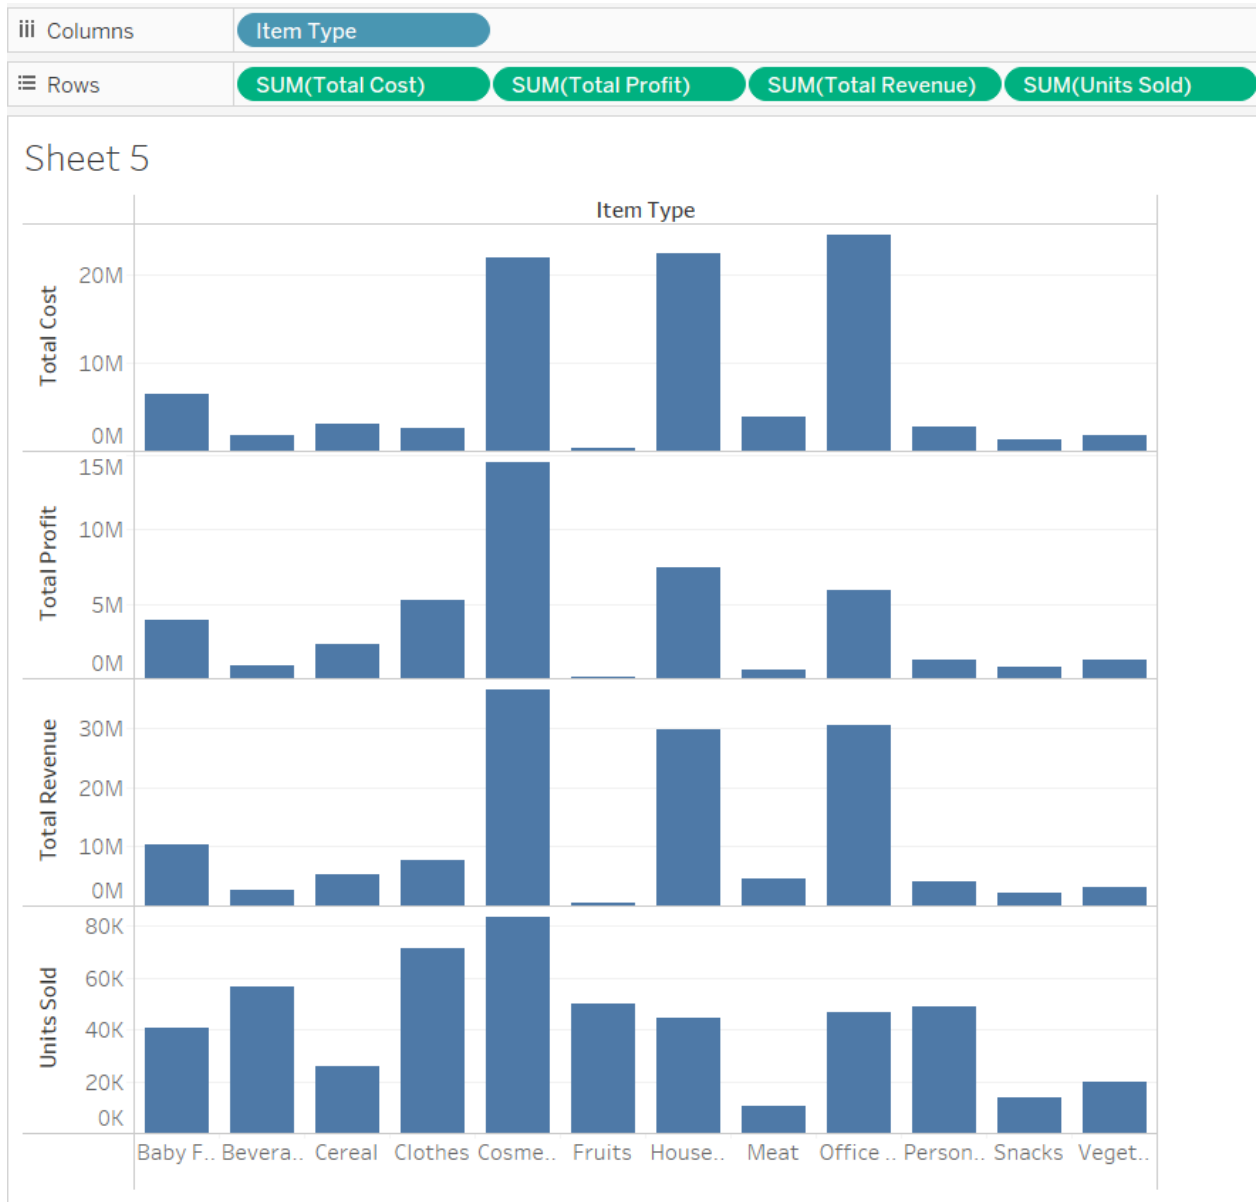 Columns Item Type
Rows SUM(Total Cost) SUM(Total Profit) SUM(Total Revenue) SUM(Units Sold)
Sheet 5
Item Type
Total Cost
20M
10M
0M
Total Profit
15M
10M
5M
0M
Total Revenue
30M
20M
10M
0M
Units Sold
80K
60K
40K
20K
0K
Baby F.. Bevera.. Cereal Clothes Cosme.. Fruits House.. Meat Office .. Person.. Snacks Veget..